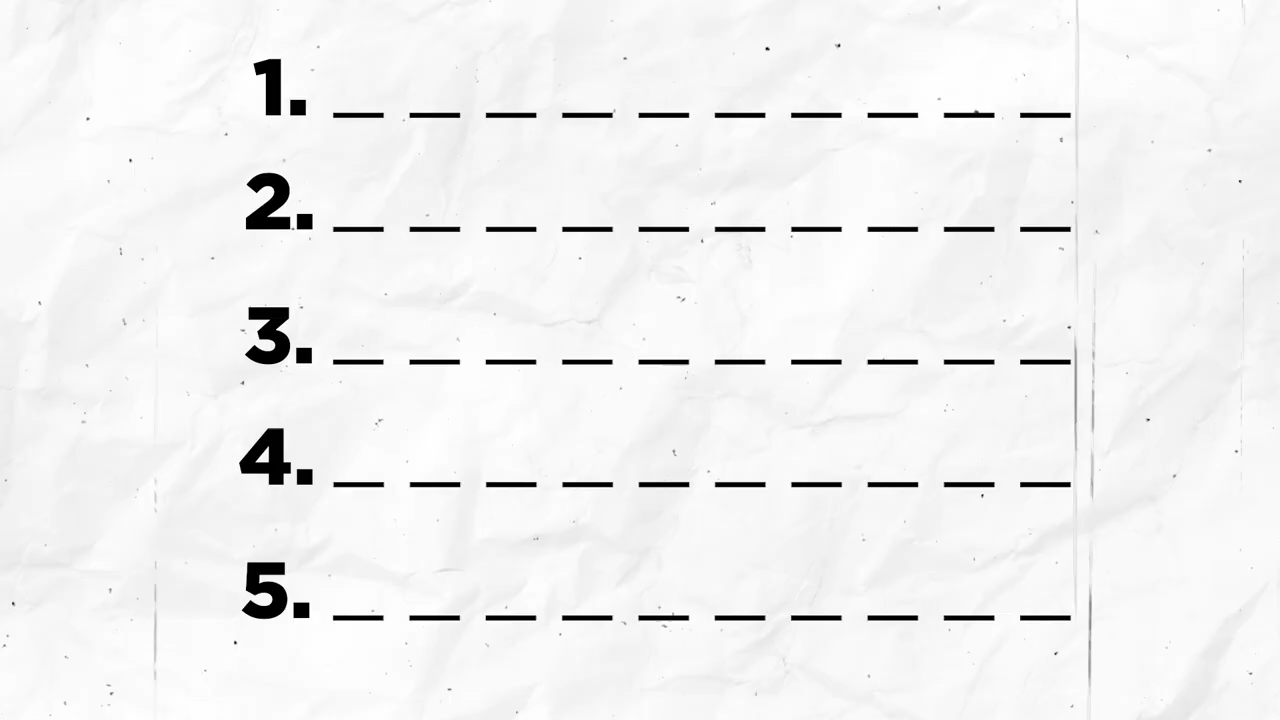 1. _ _ _ _ _ _ _ _ _ _
2. _ _ _ _ _ _ _ _ _ _
3. _ _ _ _ _ _ _ _ _ _
4. _ _ _ _ _ _ _ _ _ _
5. _ _ _ _ _ _ _ _ _ _